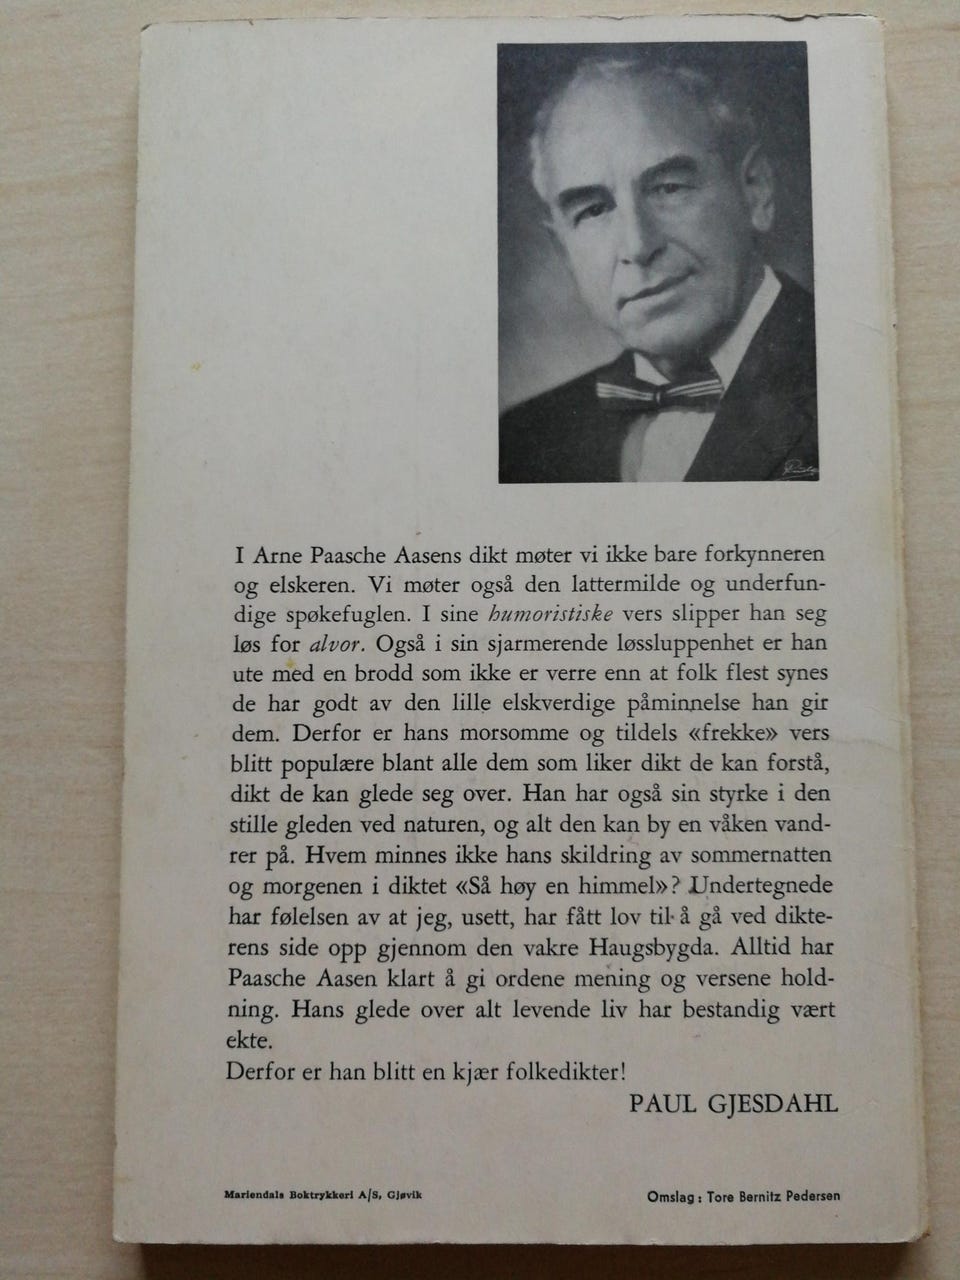 I Arne Paasche Aasens dikt møter vi ikke bare forkynneren
og elskeren. Vi møter også den lattermilde og underfun-
dige spøkefuglen. I sine humoristiske vers slipper han seg
løs for alvor. Også i sin sjarmerende løssluppenhet er han
ute med en brodd som ikke er verre enn at folk flest synes
de har godt av den lille elskverdige påminnelse han gir
dem. Derfor er hans morsomme og tildels «frekke» vers
blitt populære blant alle dem som liker dikt de kan forstå,
dikt de kan glede seg over. Han har også sin styrke i den
stille gleden ved naturen, og alt den kan by en våken vand-
rer på. Hvem minnes ikke hans skildring av sommernatten
og morgenen i diktet «Så høy en himmel»? Undertegnede
har følelsen av at jeg, usett, har fått lov til å gå ved dikte-
rens side opp gjennom den vakre Haugsbygda. Alltid har
Paasche Aasen klart å gi ordene mening og versene hold-
ning. Hans glede over alt levende liv har bestandig vært
ekte.
Derfor er han blitt en kjær folkedikter!
PAUL GJESDAHL
Mariendals Boktrykkeri A/S, Gjøvik
Omslag: Tore Bernitz Pedersen